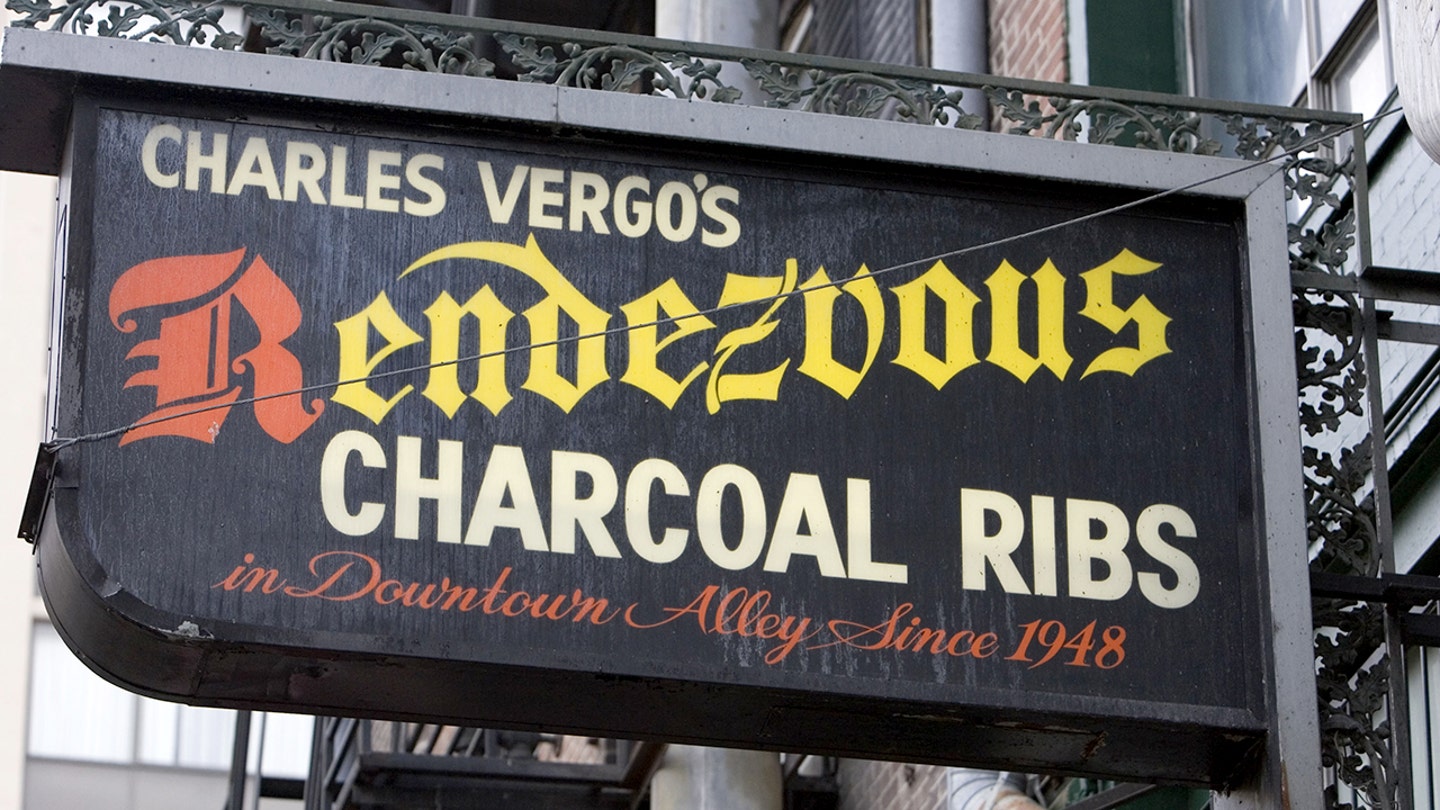 CHARLES VERGO'S
Rendezvous
CHARCOAL RIBS
in Downtown Alley Since 1948